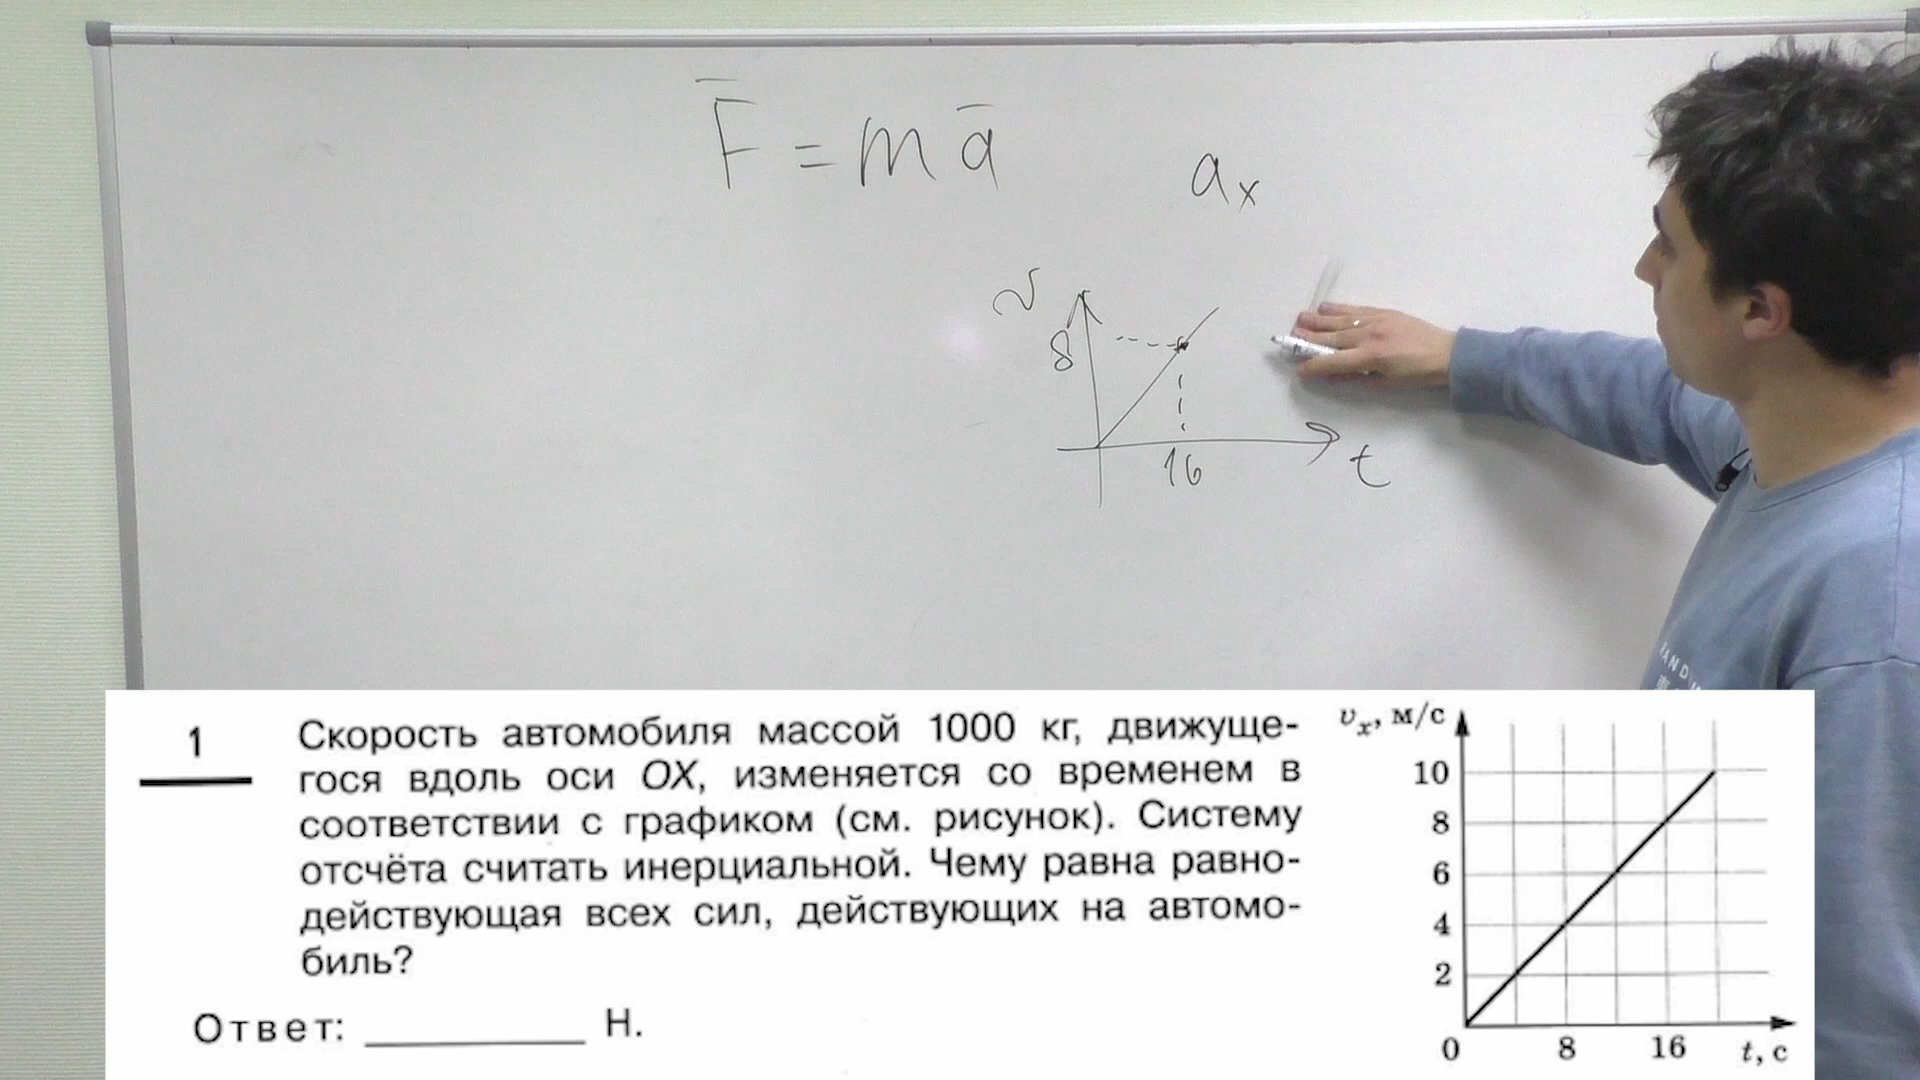 F̅ = m a̅
aₓ
v
8
16
t
1
Скорость автомобиля массой 1000 кг, движуще-
гося вдоль оси OX, изменяется со временем в
соответствии с графиком (см. рисунок). Систему
отсчёта считать инерциальной. Чему равна равно-
действующая всех сил, действующих на автомо-
биль?
Ответ: __________ Н.
υₓ, м/с
10
8
6
4
2
0 8 16 t, с